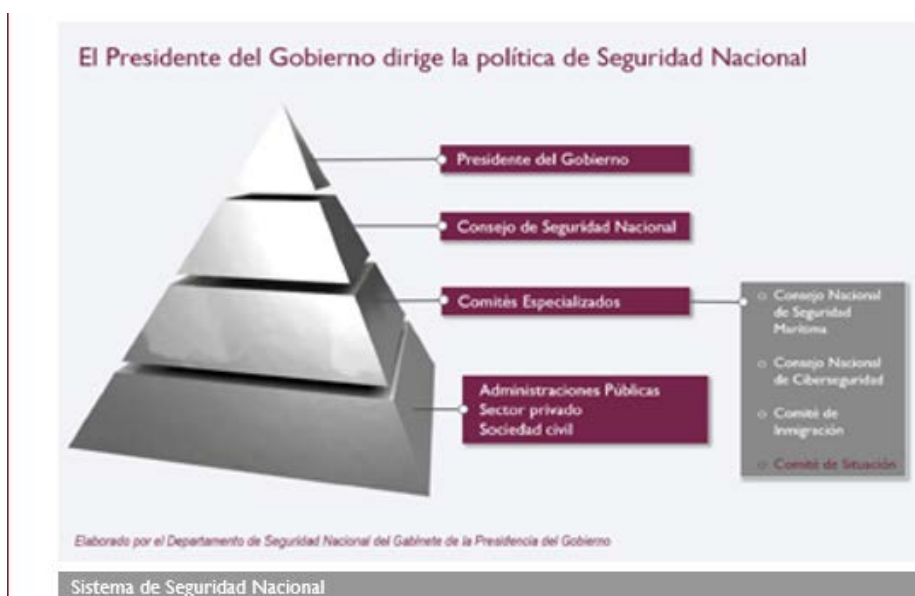 El Presidente del Gobierno dirige la política de Seguridad Nacional
Presidente del Gobierno
Consejo de Seguridad Nacional
Comités Especializados
Consejo Nacional
de Seguridad
Marítima
Consejo Nacional
de Ciberseguridad
Comité de
Inmigración
Comité de Situación
Administraciones Públicas
Sector privado
Sociedad civil
Elaborado por el Departamento de Seguridad Nacional del Gabinete de la Presidencia del Gobierno
Sistema de Seguridad Nacional